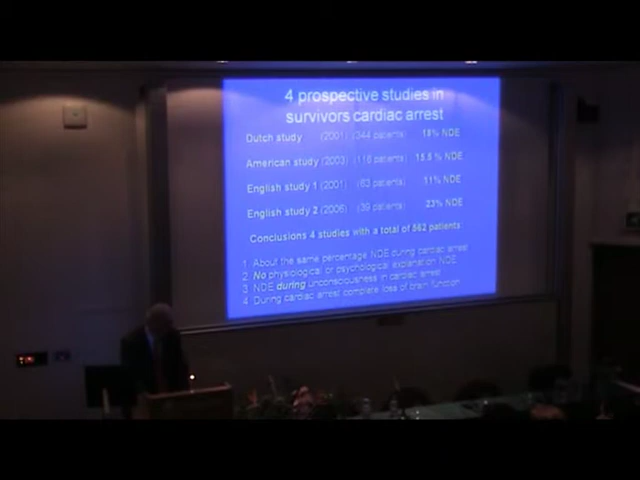 4 prospective studies in
survivors cardiac arrest
Dutch study (2001) (344 patients) 18% NDE
American study (2003) (116 patients) 15.5 % NDE
English study 1 (2001) (63 patients) 11% NDE
English study 2 (2006) (39 patients) 23% NDE
Conclusions 4 studies with a total of 562 patients
1 About the same percentage NDE during cardiac arrest
2 No physiological or psychological explanation NDE
3 NDE during unconsciousness in cardiac arrest
4 During cardiac arrest complete loss of brain function